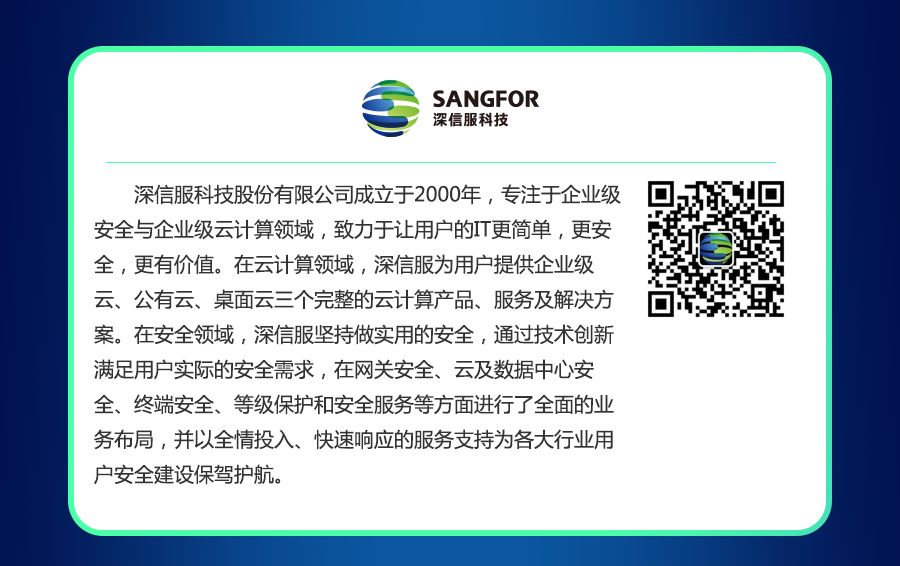 SANGFOR
深信服科技
深信服科技股份有限公司成立于2000年，专注于企业级
安全与企业级云计算领域，致力于让用户的IT更简单，更安
全，更有价值。在云计算领域，深信服为用户提供企业级
云、公有云、桌面云三个完整的云计算产品、服务及解决方
案。在安全领域，深信服坚持做实用的安全，通过技术创新
满足用户实际的安全需求，在网关安全、云及数据中心安
全、终端安全、等级保护和安全服务等方面进行了全面的业
务布局，并以全情投入、快速响应的服务支持为各大行业用
户安全建设保驾护航。